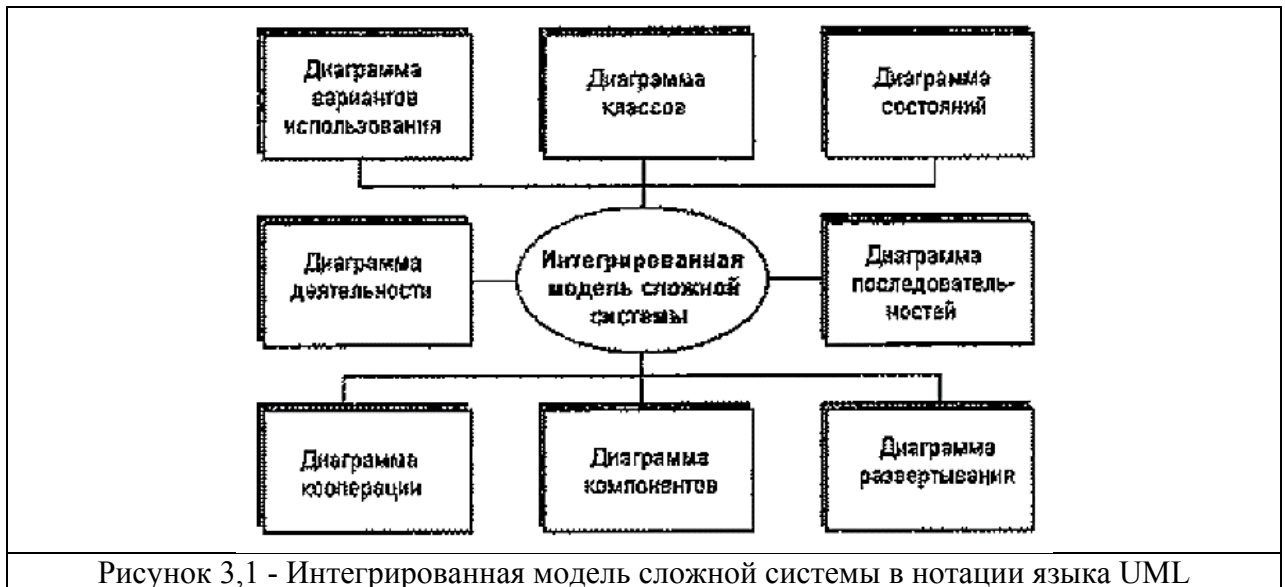 Диаграмма
вариантов
использования
Диаграмма
классов
Диаграмма
состояний
Диаграмма
деятельности
Интегрированная
модель сложной
системы
Диаграмма
последователь-
ностей
Диаграмма
кооперации
Диаграмма
компонентов
Диаграмма
развертывания
Рисунок 3,1 - Интегрированная модель сложной системы в нотации языка UML